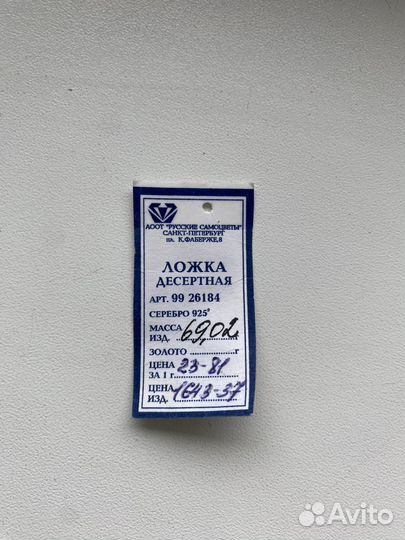 АООТ "РУССКИЕ САМОЦВЕТЫ"
САНКТ-ПЕТЕРБУРГ
пл. К.ФАБЕРЖЕ,8
ЛОЖКА
ДЕСЕРТНАЯ
АРТ. 99 26184
СЕРЕБРО 925°
МАССА
ИЗД. 69,02
ЗОЛОТО г
ЦЕНА 23-81
ЗА 1 г.
ЦЕНА
ИЗД. 1643-37
Avito